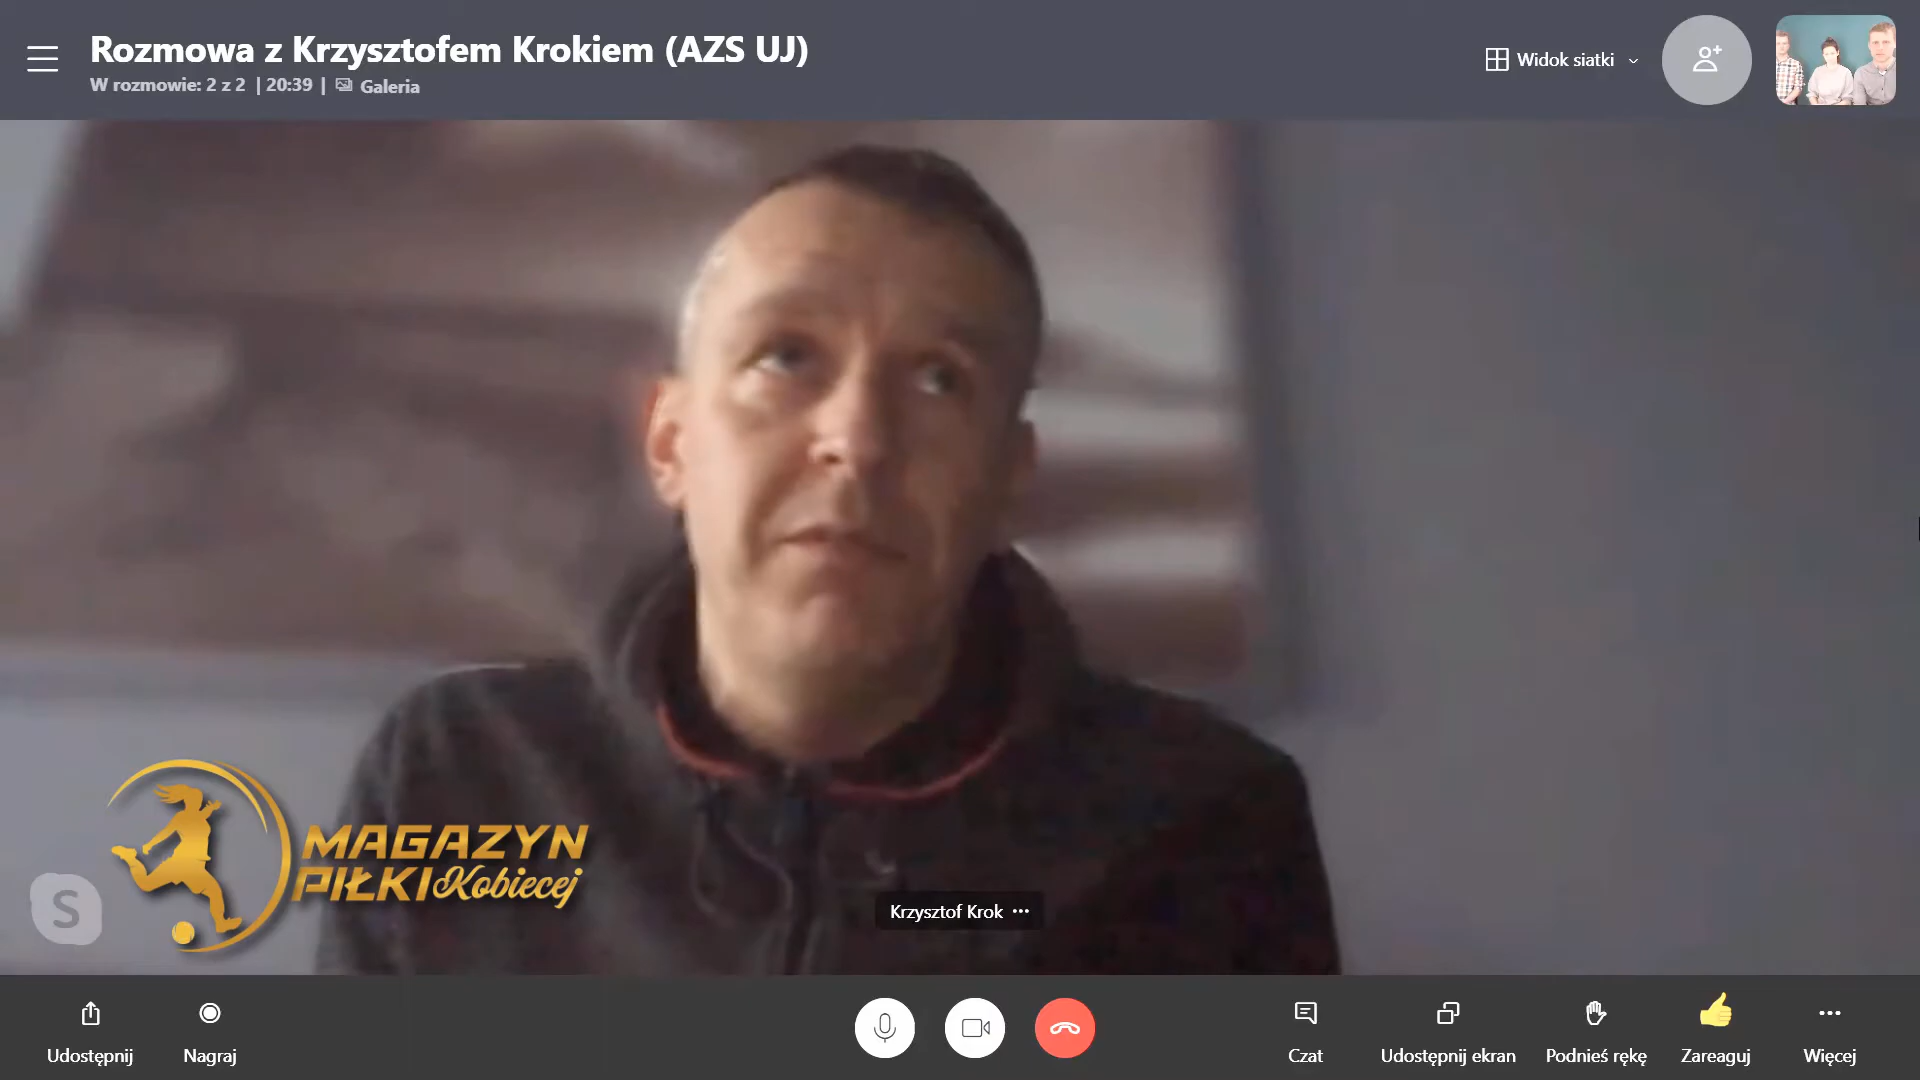 Rozmowa z Krzysztofem Krokiem (AZS UJ)
W rozmowie: 2 z 2 | 20:39 | Galeria
Widok siatki
MAGAZYN
PIŁKI Kobiecej
S
Krzysztof Krok
Udostępnij
Nagraj
Czat
Udostępnij ekran
Podnieś rękę
Zareaguj
Więcej